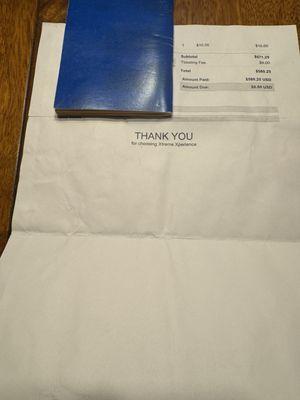 1 $10.00 $10.00
Subtotal $571.25
Ticketing Fee $9.00
Total $580.25
Amount Paid: $580.25 USD
Amount Due: $0.00 USD
THANK YOU
for choosing Xtreme Xperience